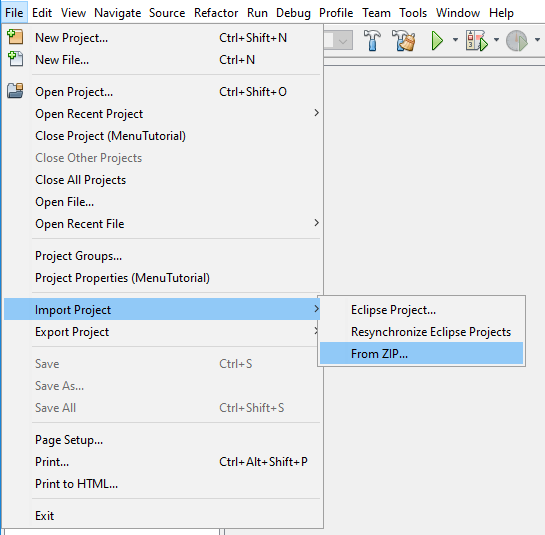 File Edit View Navigate Source Refactor Run Debug Profile Team Tools Window Help
New Project... Ctrl+Shift+N
New File... Ctrl+N
Open Project... Ctrl+Shift+O
Open Recent Project
Close Project (MenuTutorial)
Close Other Projects
Close All Projects
Open File...
Open Recent File
Project Groups...
Project Properties (MenuTutorial)
Import Project
Eclipse Project...
Resynchronize Eclipse Projects
From ZIP...
Export Project
Save Ctrl+S
Save As...
Save All Ctrl+Shift+S
Page Setup...
Print... Ctrl+Alt+Shift+P
Print to HTML...
Exit